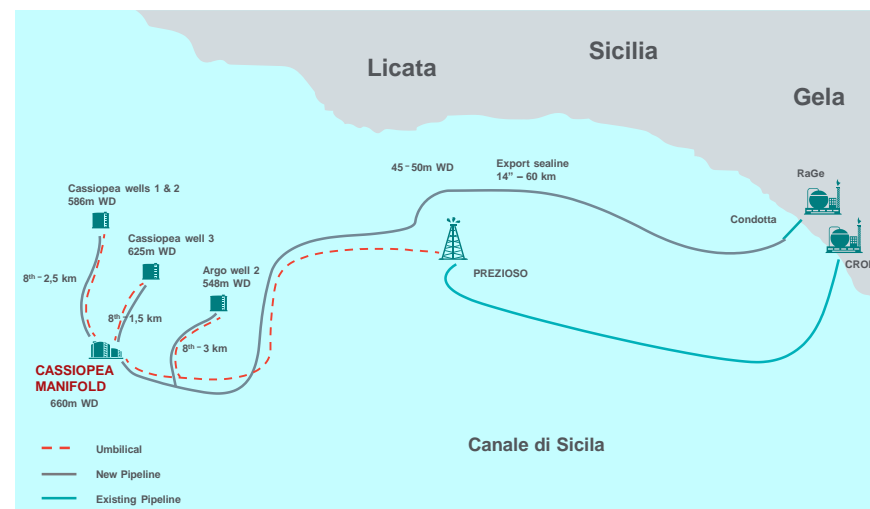 Sicilia
Licata
Gela
45-50m WD
Export sealine
14" – 60 km
RaGe
Cassiopea wells 1 & 2
586m WD
Condotta
Cassiopea well 3
625m WD
CROI
PREZIOSO
Argo well 2
548m WD
8th-2,5 km
8th-1,5 km
8th-3 km
CASSIOPEA
MANIFOLD
660m WD
Canale di Sicila
Umbilical
New Pipeline
Existing Pipeline